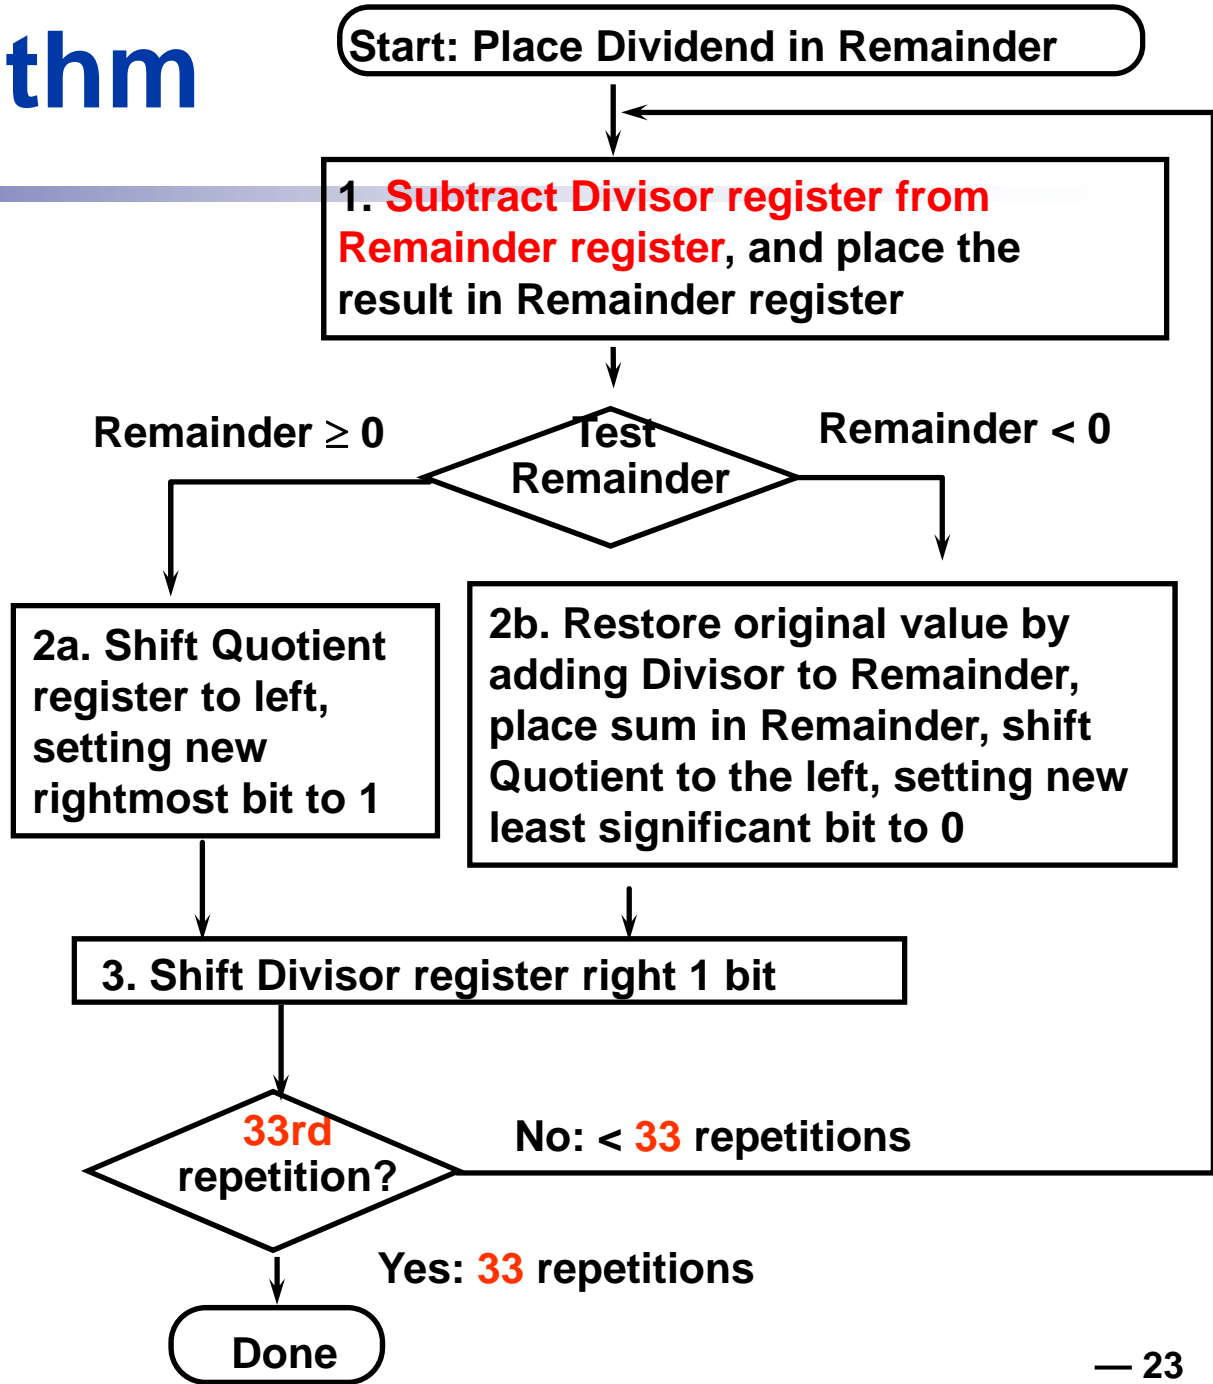 thm
Start: Place Dividend in Remainder
1. Subtract Divisor register from
Remainder register, and place the
result in Remainder register
Remainder ≥ 0
Test
Remainder
Remainder < 0
2a. Shift Quotient
register to left,
setting new
rightmost bit to 1
2b. Restore original value by
adding Divisor to Remainder,
place sum in Remainder, shift
Quotient to the left, setting new
least significant bit to 0
3. Shift Divisor register right 1 bit
33rd
repetition?
No: < 33 repetitions
Yes: 33 repetitions
Done
— 23